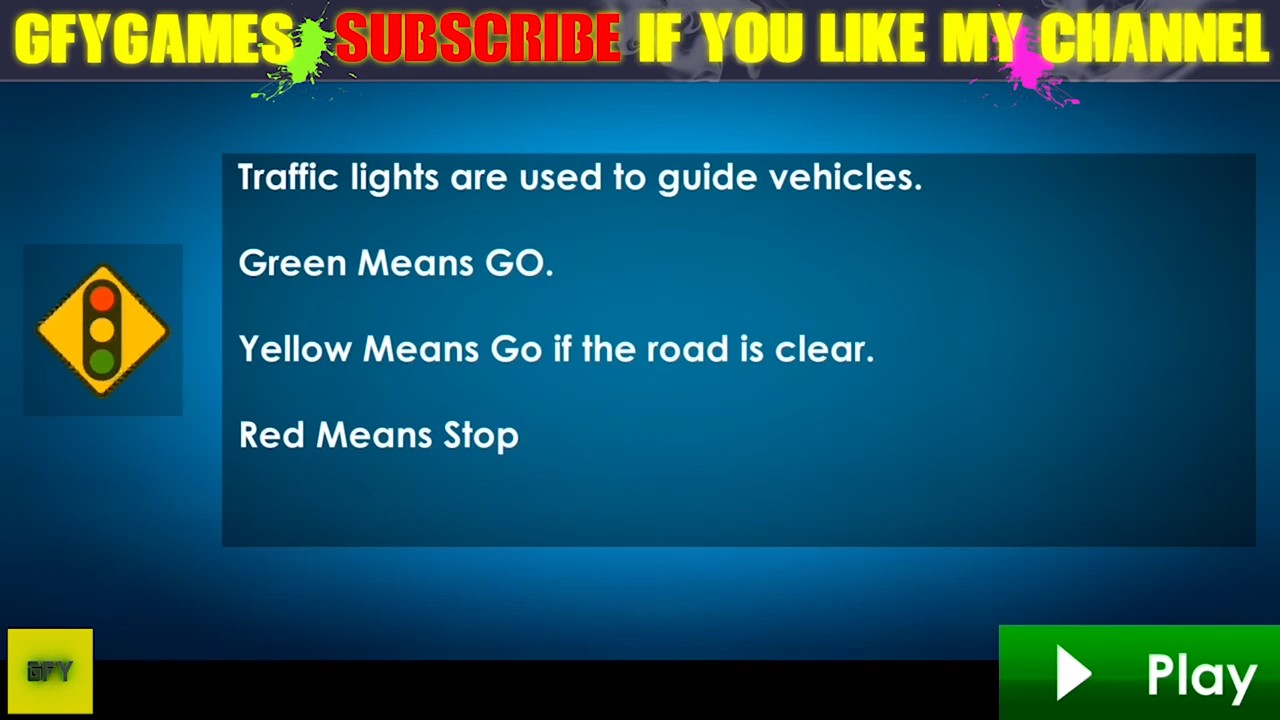 GFYGAMES SUBSCRIBE IF YOU LIKE MY CHANNEL
Traffic lights are used to guide vehicles.
Green Means GO.
Yellow Means Go if the road is clear.
Red Means Stop
GFY
Play